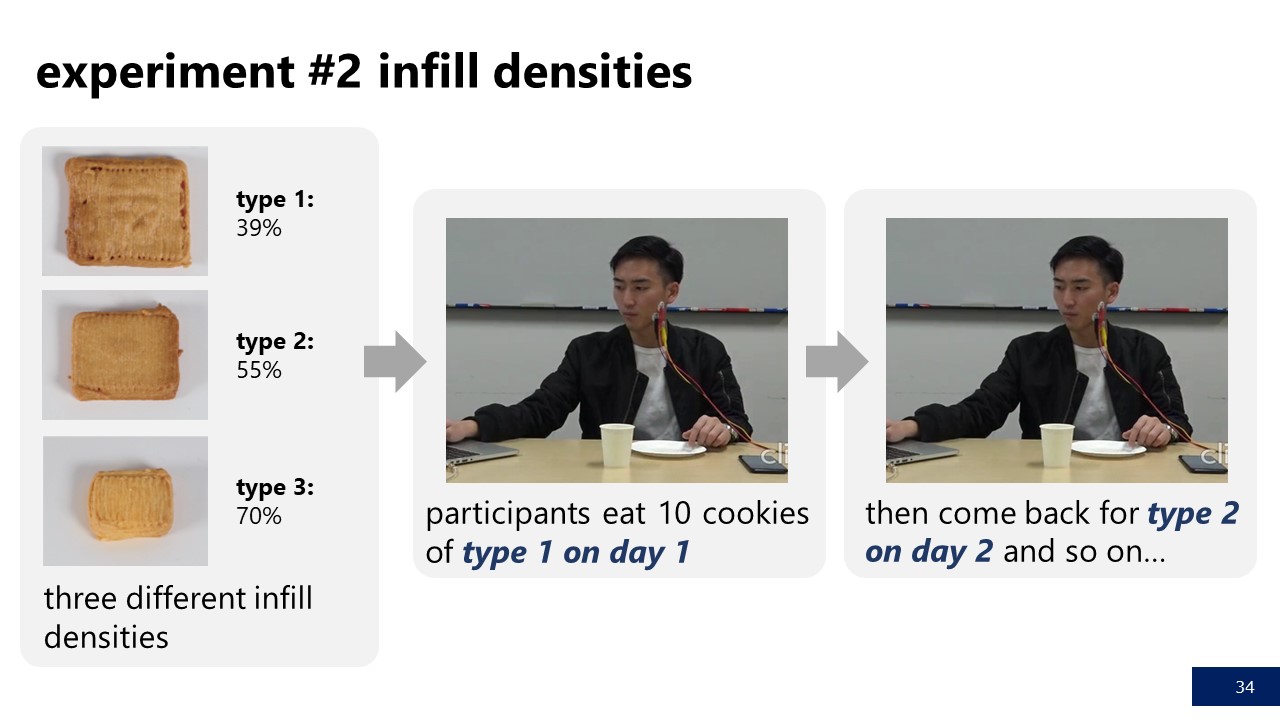 experiment #2 infill densities
type 1:
39%
type 2:
55%
type 3:
70%
three different infill
densities
participants eat 10 cookies
of type 1 on day 1
then come back for type 2
on day 2 and so on...
cli
cli
34